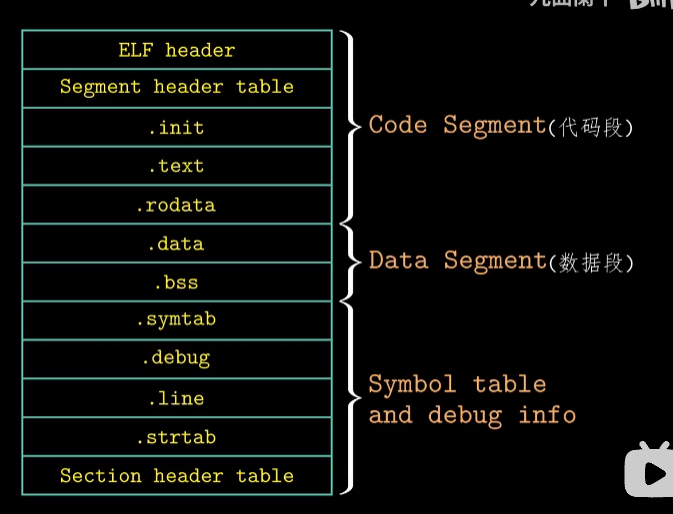 ELF header
Segment header table
.init
.text
.rodata
.data
.bss
.symtab
.debug
.line
.strtab
Section header table
Code Segment(代码段)
Data Segment(数据段)
Symbol table
and debug info